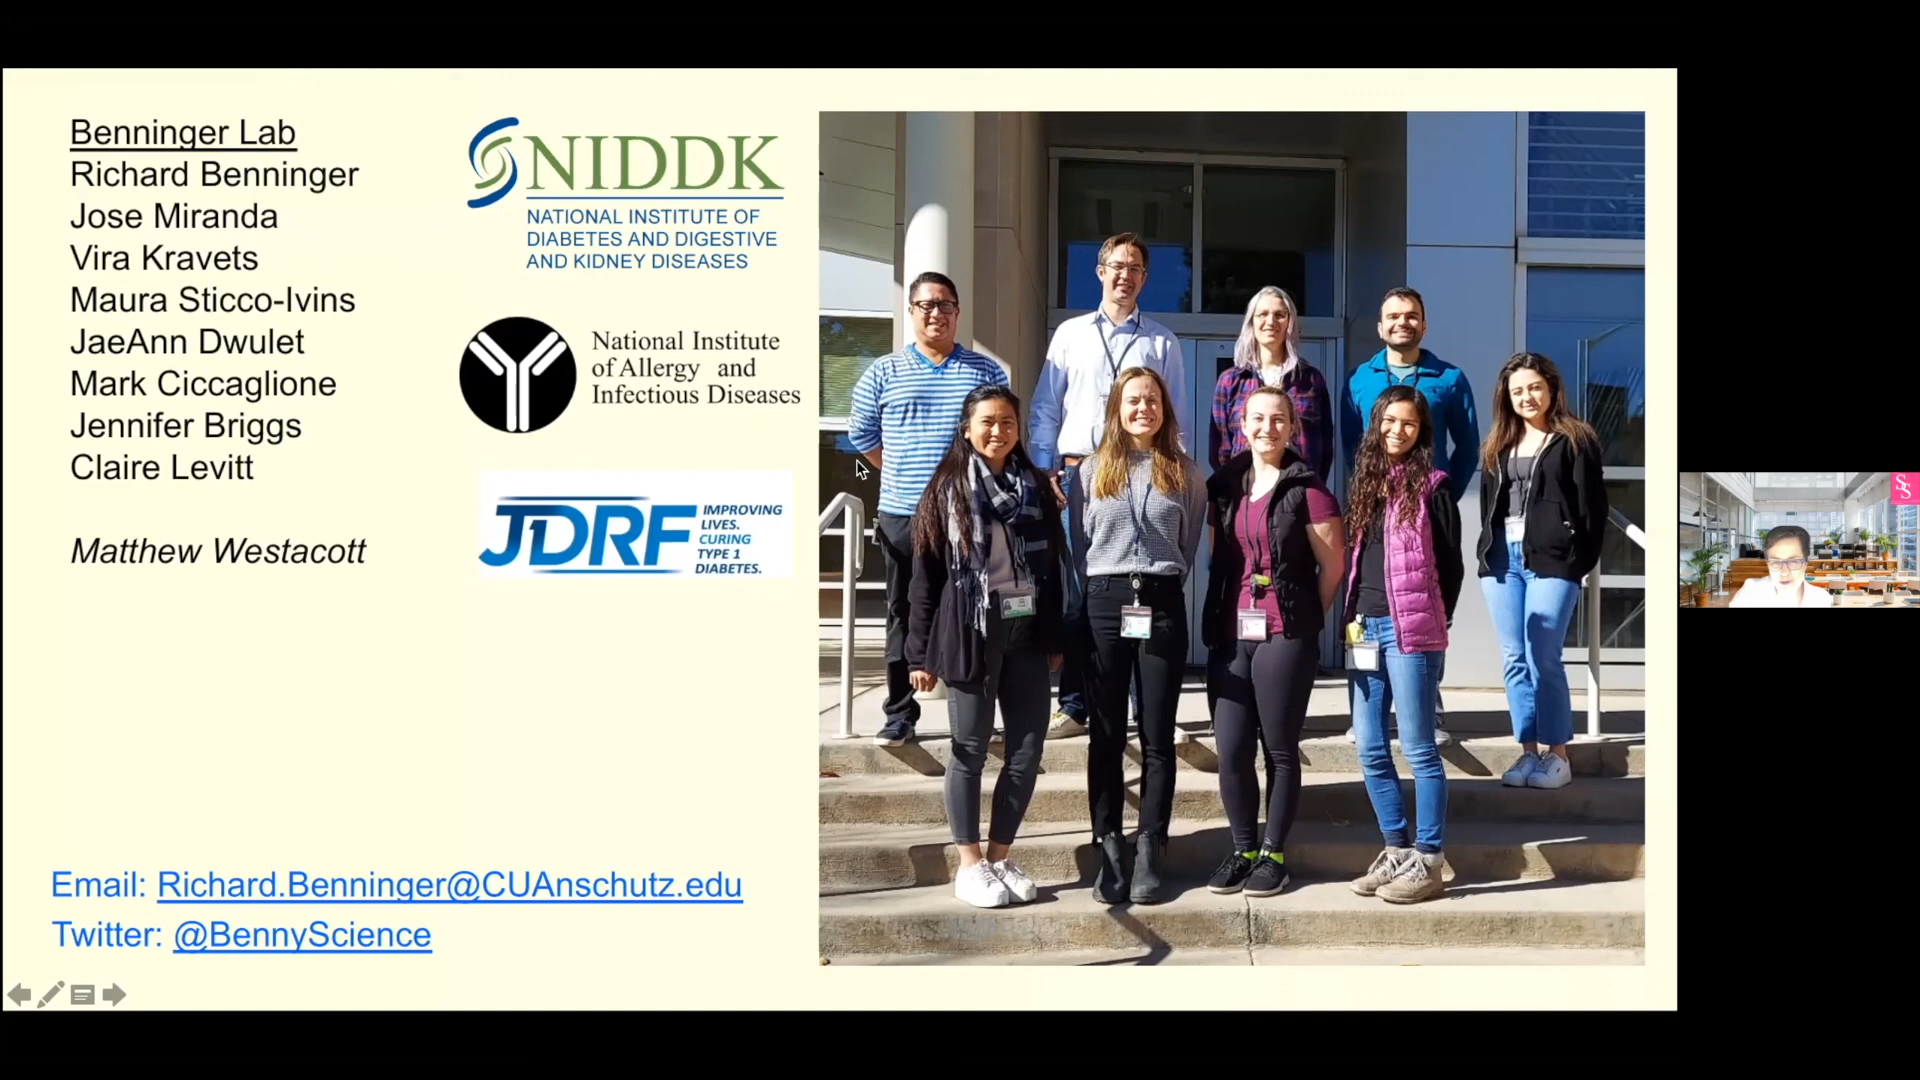 Benninger Lab
Richard Benninger
Jose Miranda
Vira Kravets
Maura Sticco-Ivins
JaeAnn Dwulet
Mark Ciccaglione
Jennifer Briggs
Claire Levitt
Matthew Westacott
NIDDK
NATIONAL INSTITUTE OF
DIABETES AND DIGESTIVE
AND KIDNEY DISEASES
National Institute
of Allergy and
Infectious Diseases
JDRF
IMPROVING
LIVES.
CURING
TYPE 1
DIABETES.
Email: Richard.Benninger@CUAnschutz.edu
Twitter: @BennyScience
SS